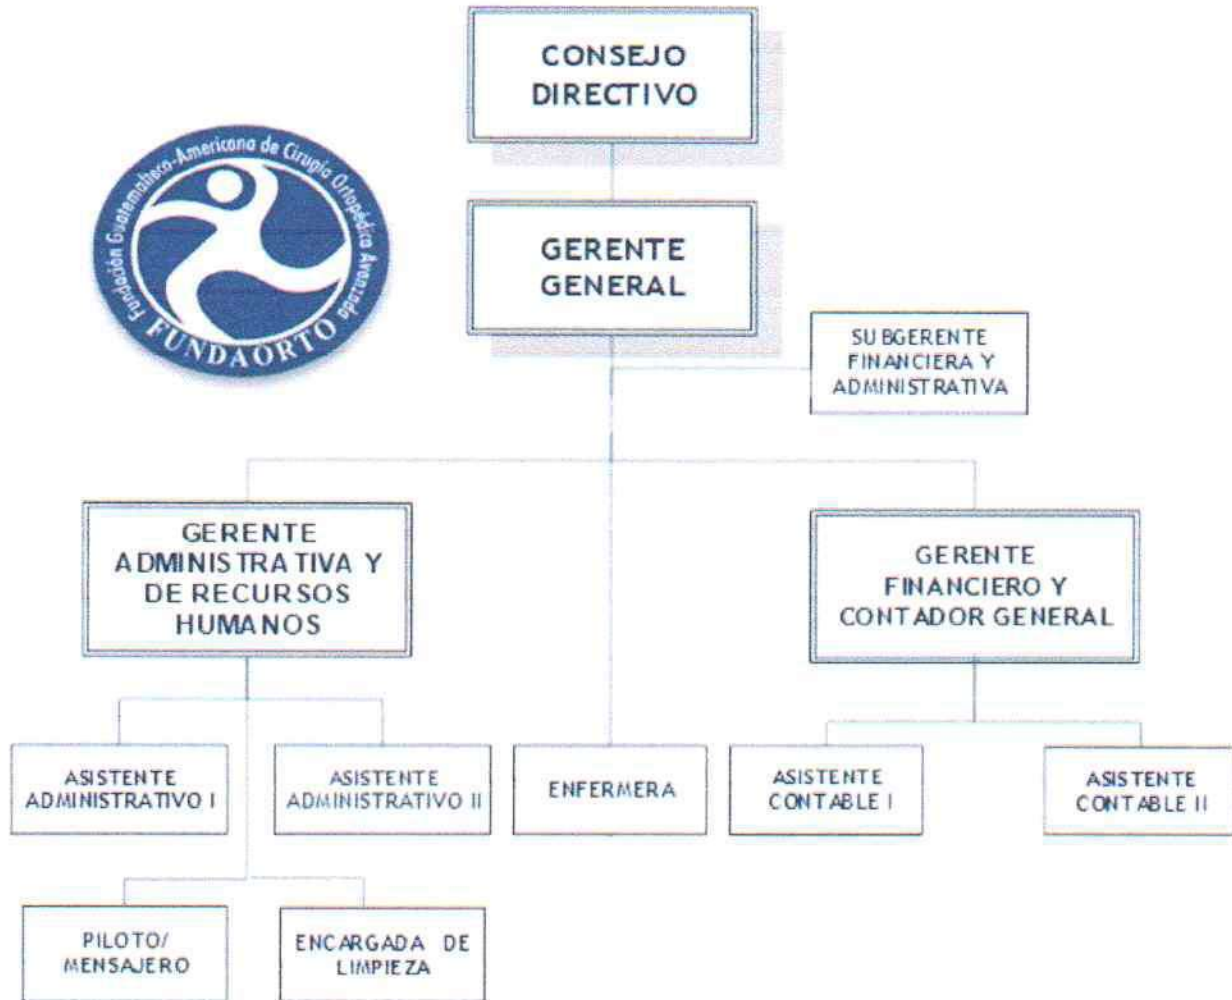 CONSEJO
DIRECTIVO
Fundación Guatemalteco-Americana de Cirugía Ortopédica Avanzada
FUNDAORTO
GERENTE
GENERAL
SUBGERENTE
FINANCIERA Y
ADMINISTRATIVA
GERENTE
ADMINISTRATIVA Y
DE RECURSOS
HUMANOS
GERENTE
FINANCIERO Y
CONTADOR GENERAL
ASISTENTE
ADMINISTRATIVO I
ASISTENTE
ADMINISTRATIVO II
ENFERMERA
ASISTENTE
CONTABLE I
ASISTENTE
CONTABLE II
PILOTO/
MENSAJERO
ENCARGADA DE
LIMPIEZA